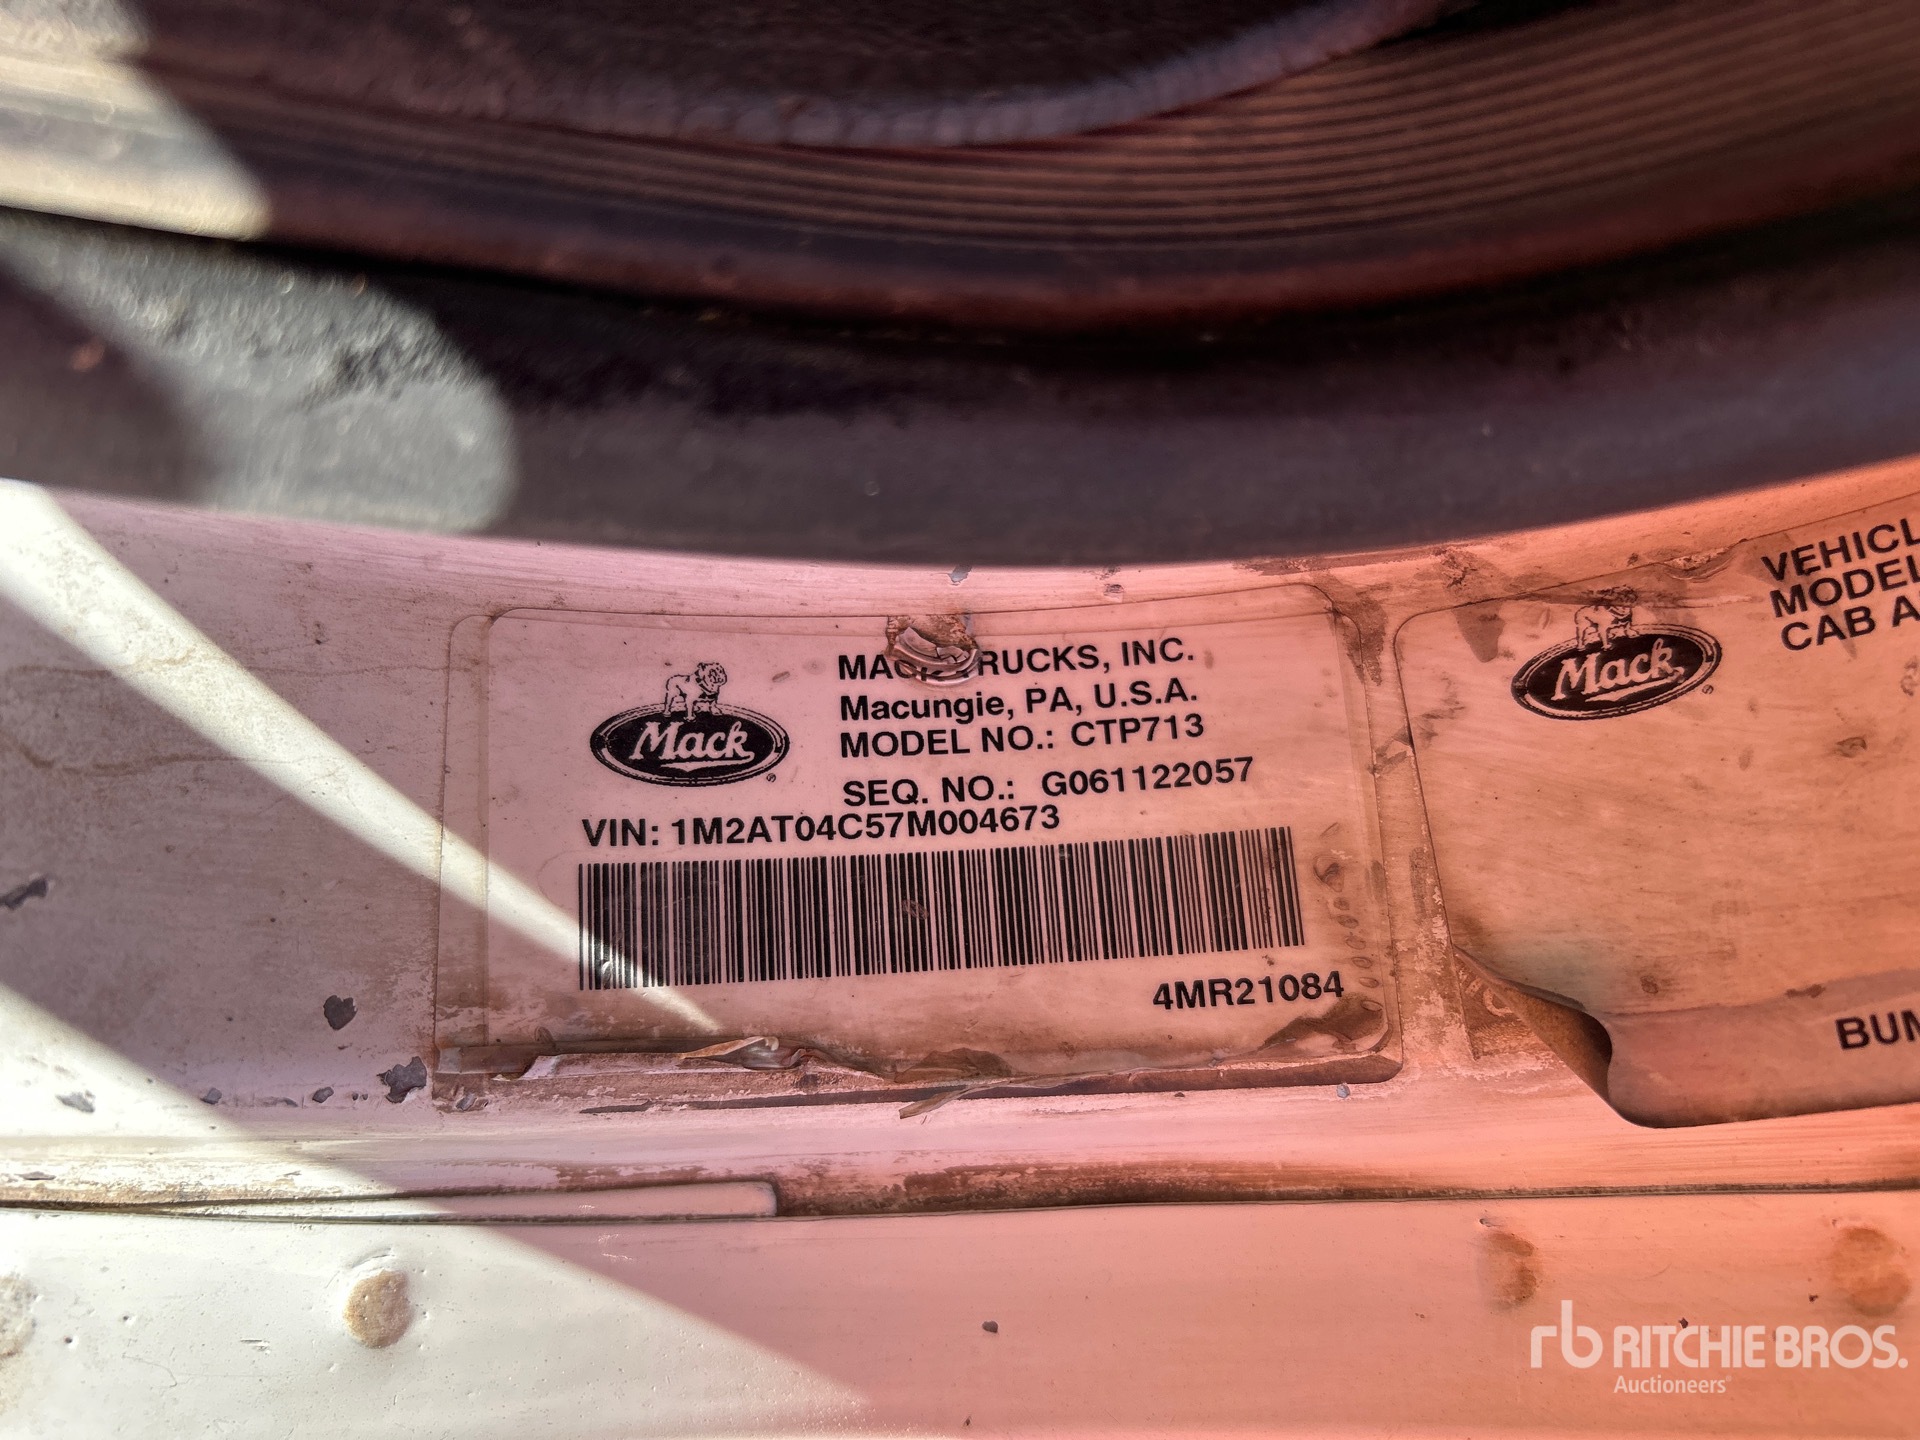 MACK TRUCKS, INC.
Macungie, PA, U.S.A.
MODEL NO.: CTP713
SEQ. NO.: G061122057
VIN: 1M2AT04C57M004673
4MR21084
Mack
®
Mack
®
VEHICL
MODEL
CAB A
BUM
rb RITCHIE BROS.
Auctioneers